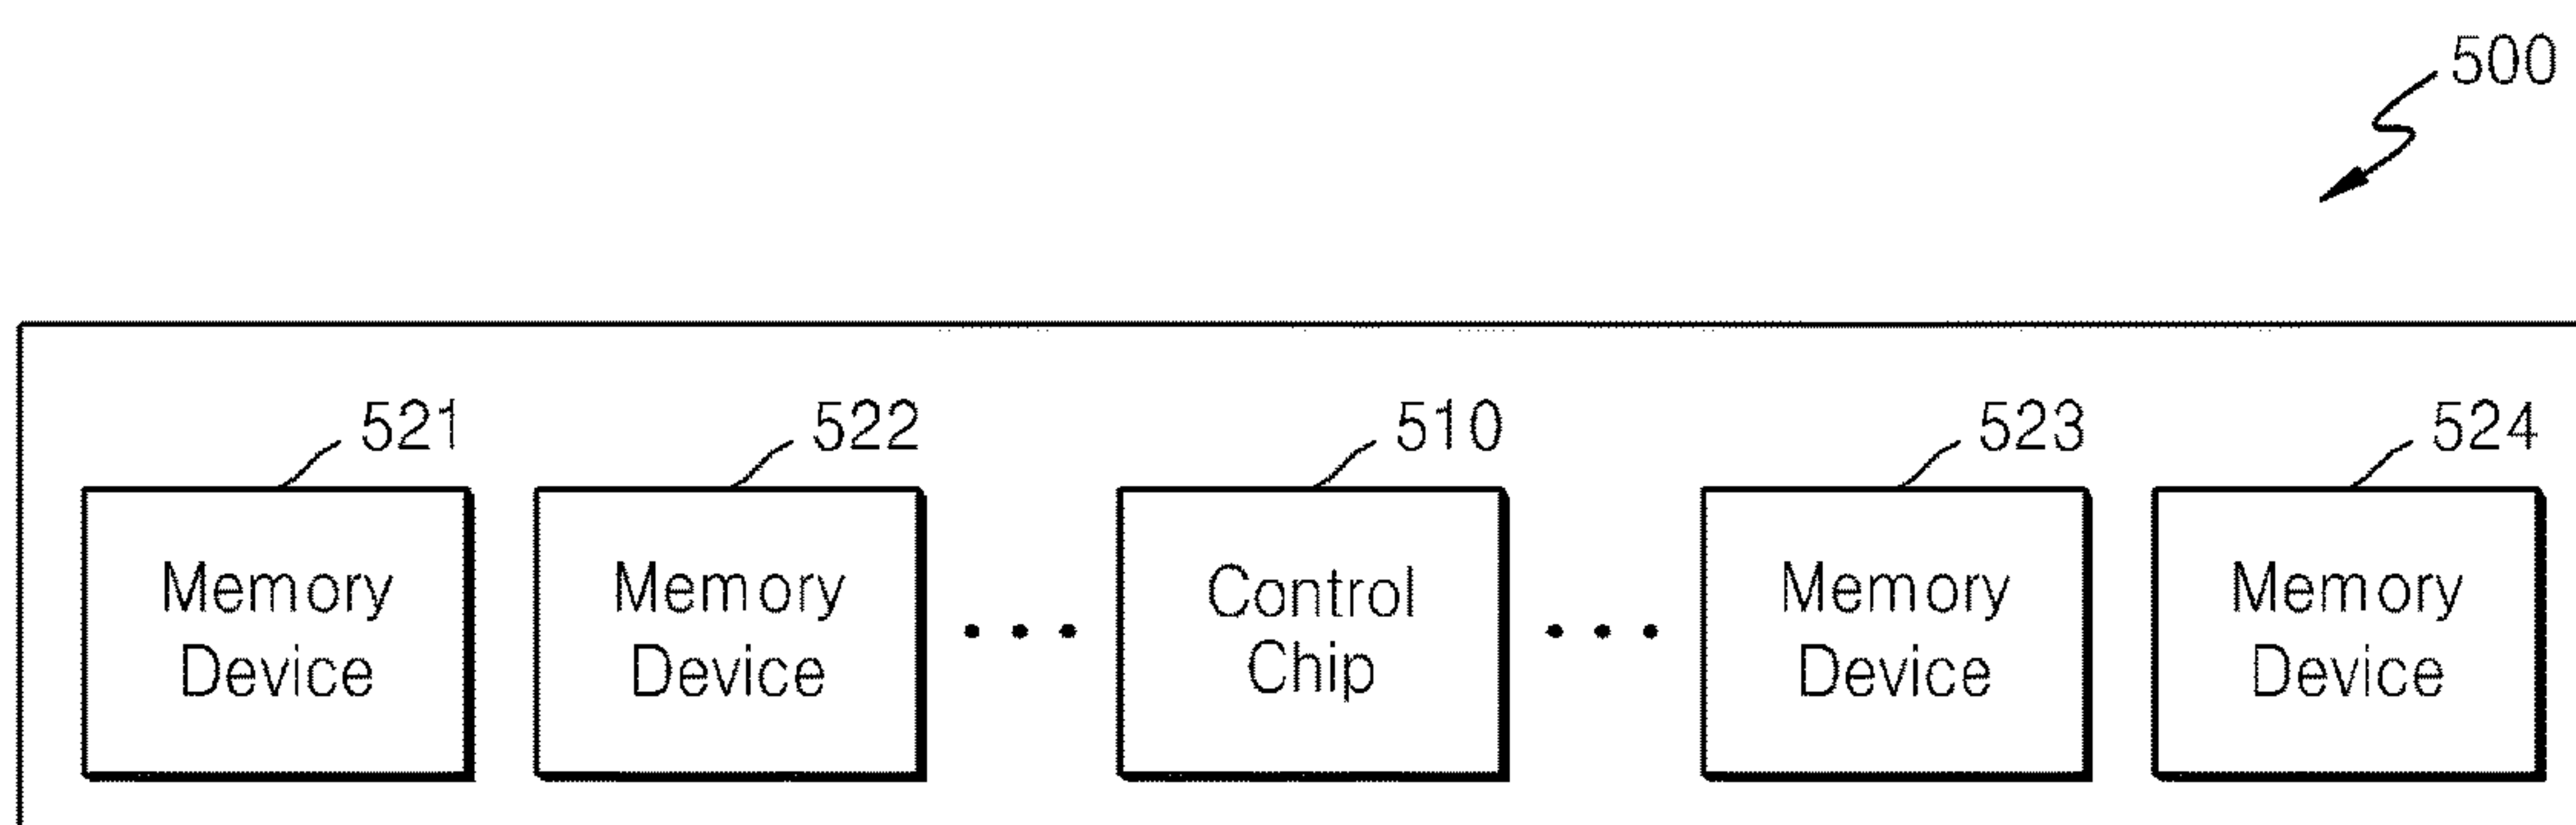 500
521 522 510 523 524
Memory Memory Control Memory Memory
Device Device Chip Device Device